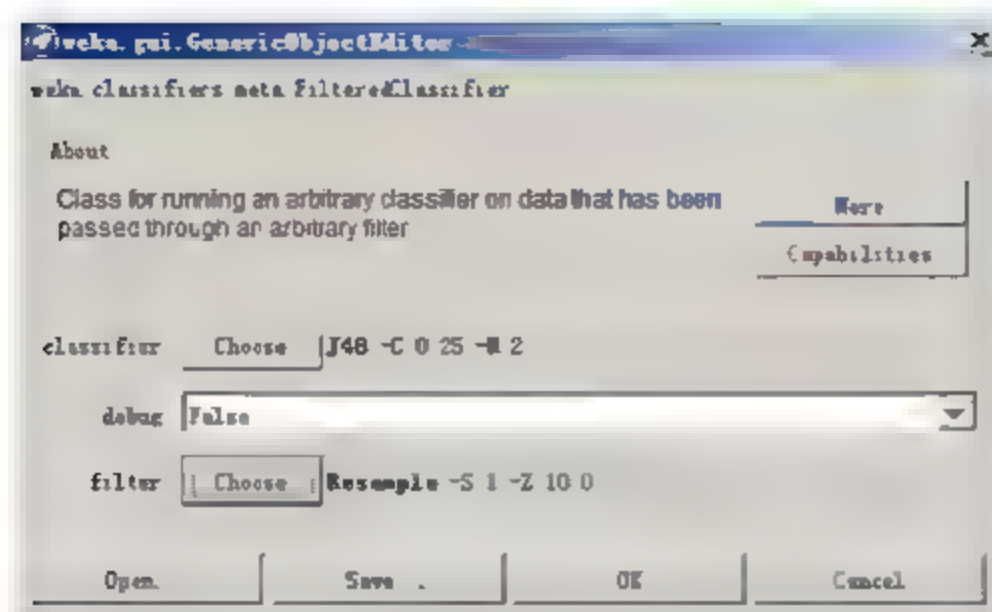 weka.gui.GenericObjectEditor
weka.classifiers.meta.FilteredClassifier
About
Class for running an arbitrary classifier on data that has been
passed through an arbitrary filter
More
Capabilities
classifier Choose J48 -C 0 25 -M 2
debug False
filter Choose Resample -S 1 -Z 10 0
Open. Save . OK Cancel